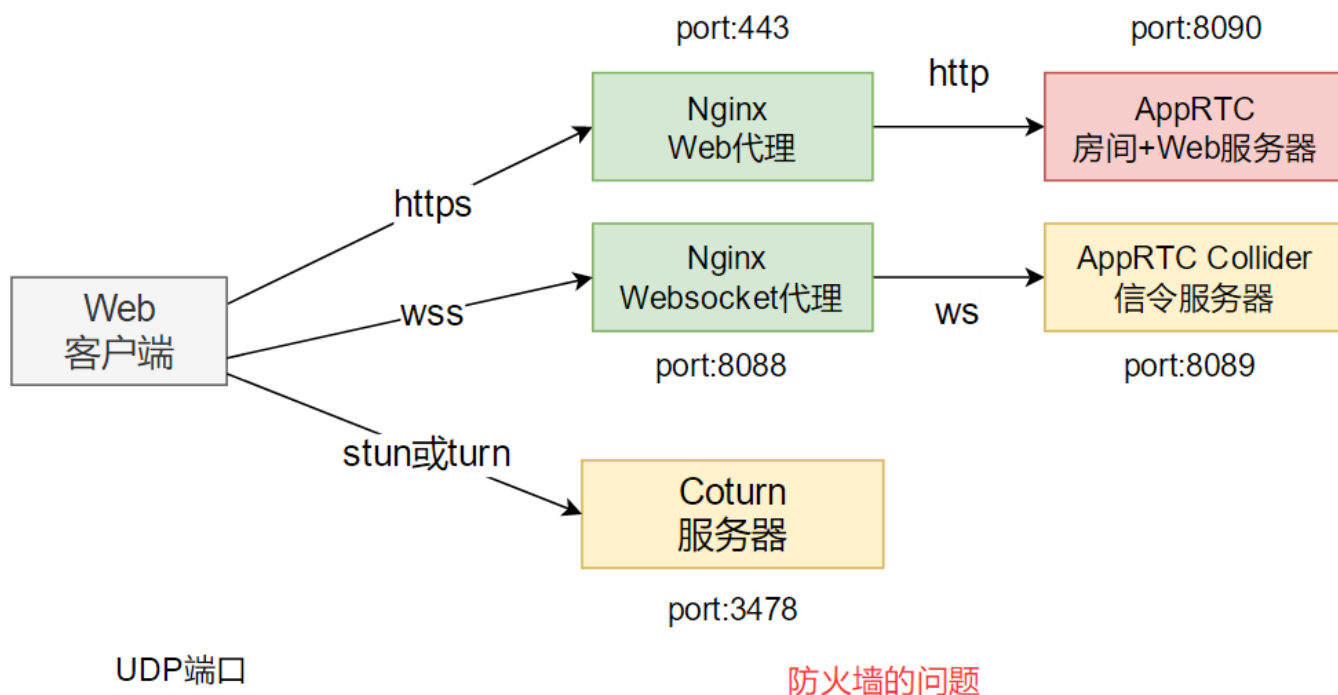 port:443
port:8090
http
Nginx
Web代理
AppRTC
房间+Web服务器
https
Nginx
Websocket代理
AppRTC Collider
信令服务器
Web
客户端
wss
ws
port:8088
port:8089
stun或turn
Coturn
服务器
port:3478
UDP端口
防火墙的问题